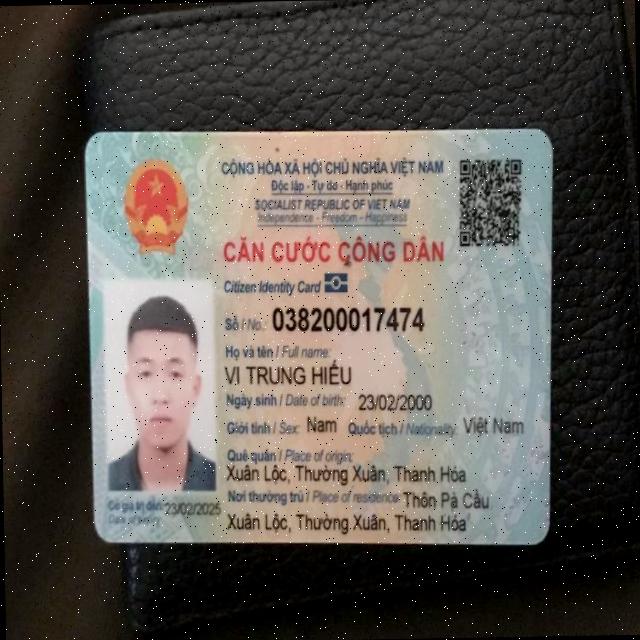 CỘNG HÒA XÃ HỘI CHỦ NGHĨA VIỆT NAM
Độc lập - Tự do - Hạnh phúc
SOCIALIST REPUBLIC OF VIET NAM
Independence - Freedom - Happiness
CĂN CƯỚC CÔNG DÂN
Citizen Identity Card
Số / No.: 038200017474
Họ và tên / Full name:
VI TRUNG HIẾU
Ngày sinh / Date of birth: 23/02/2000
Giới tính / Sex: Nam Quốc tịch / Nationality: Việt Nam
Quê quán / Place of origin:
Xuân Lộc, Thường Xuân, Thanh Hóa
Nơi thường trú / Place of residence: Thôn Pà Cầu
Xuân Lộc, Thường Xuân, Thanh Hóa
Có giá trị đến: 23/02/2025
Date of expiry